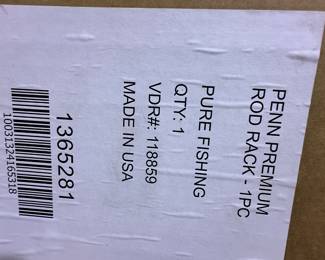 PENN PREMIUM
ROD RACK - 1PC
PURE FISHING
QTY: 1
VDR#: 118859
MADE IN USA
1365281
10031324165318